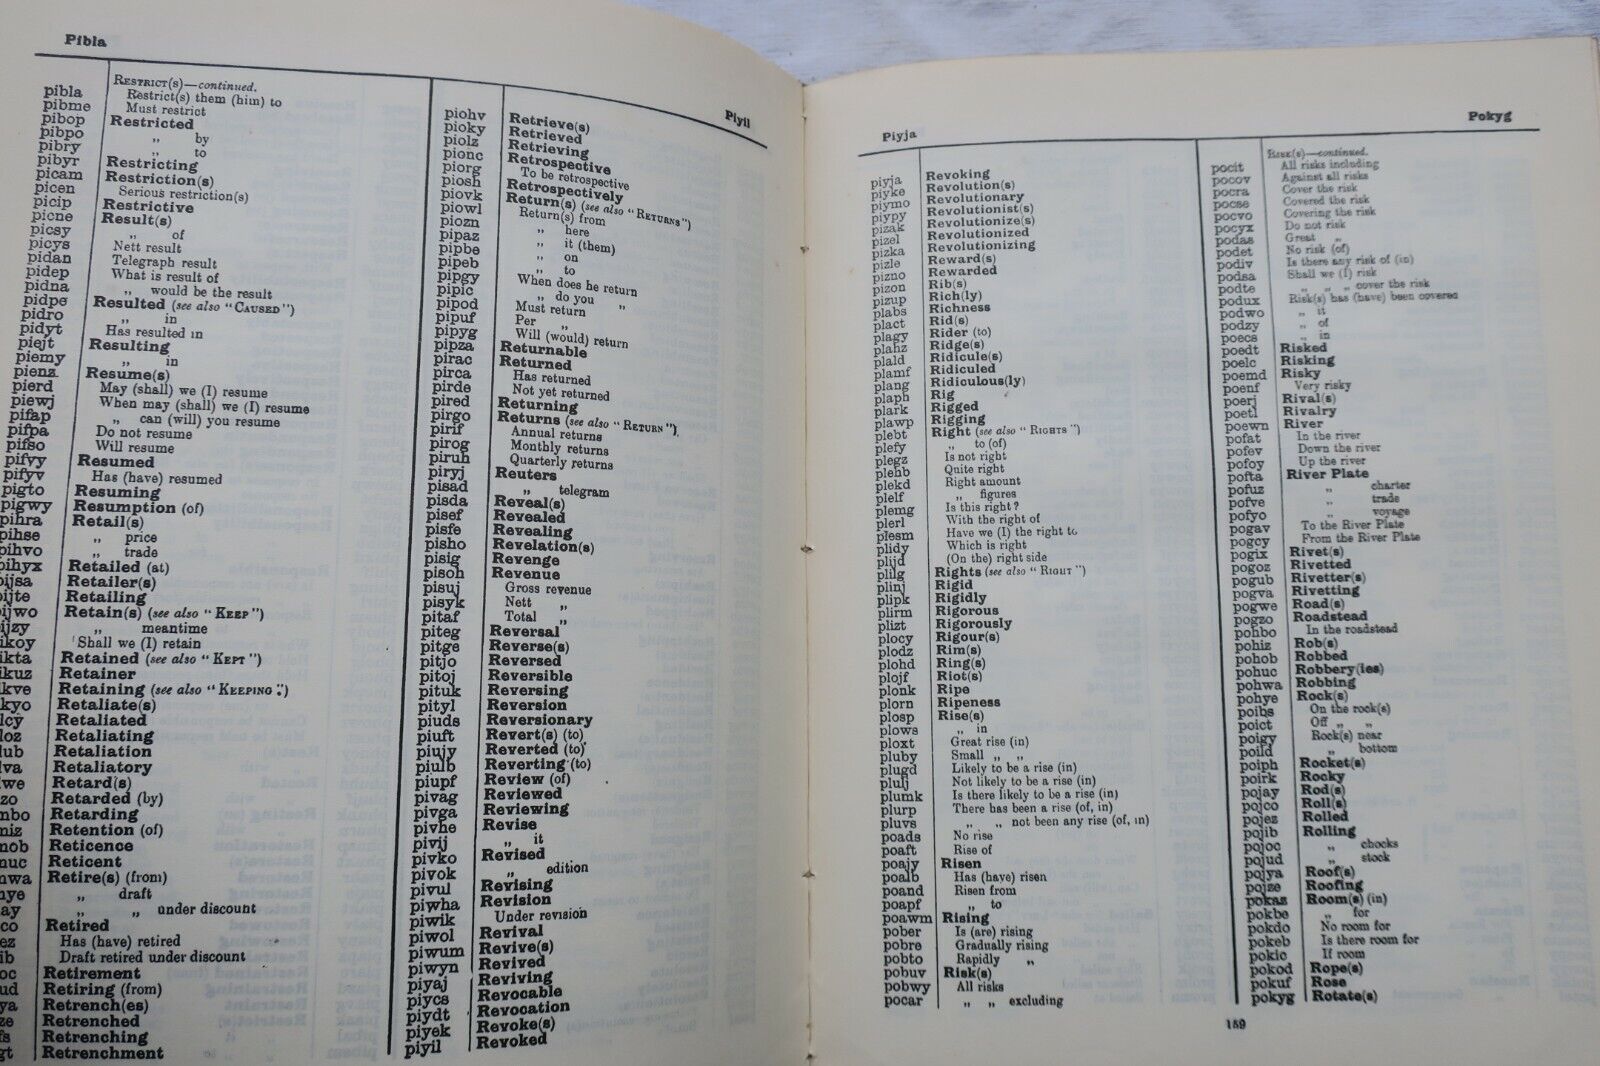 Pibla
Piyil
RESTRICT(S)—continued.
pibla Restrict(s) them (him) to
pibme Must restrict
pibop Restricted
pibpo „ by
pibry „ to
pibyr Restricting
picam Restriction(s)
picen Serious restriction(s)
picip Restrictive
picne Result(s)
picsy „ of
picys Nett result
pidan Telegraph result
pidep What is result of
pidna „ would be the result
pidpe Resulted (see also "CAUSED")
pidro „ in
pidyt Has resulted in
piejt Resulting
piemy „ in
pienz Resume(s)
pierd May (shall) we (I) resume
piewj When may (shall) we (I) resume
pifap „ can (will) you resume
pifpa Do not resume
pifso Will resume
pifvy Resumed
pifyv Has (have) resumed
pigto Resuming
pigwy Resumption (of)
pihra Retail(s)
pihse „ price
pihvo „ trade
pihyx Retailed (at)
pijsa Retailer(s)
pijte Retailing
pijwo Retain(s) (see also "KEEP")
ijzy „ meantime
ikoy Shall we (I) retain
ikta Retained (see also "KEPT")
ikuz Retainer
kve Retaining (see also "KEEPING")
kyo Retaliate(s)
lcy Retaliated
loz Retaliating
lub Retaliation
lva Retaliatory
we Retard(s)
zo Retarded (by)
mbo Retarding
miz Retention (of)
nob Reticence
nuc Reticent
nwa Retire(s) (from)
nye „ draft
ay „ „ under discount
co Retired
ez Has (have) retired
ib Draft retired under discount
oc Retirement
ud Retiring (from)
ya Retrench(es)
ze Retrenched
fs Retrenching
gt Retrenchment
piohv Retrieve(s)
pioky Retrieved
piolz Retrieving
pionc Retrospective
piorg To be retrospective
piosh Retrospectively
piovk Return(s) (see also "RETURNS")
piowl Return(s) from
piozn „ here
pipaz „ it (them)
pipbe „ on
pipeb „ to
pipgy When does he return
pipic „ do you „
pipod Must return
pipuf Per „
pipyg Will (would) return
pipza Returnable
pirac Returned
pirca Has returned
pirde Not yet returned
pired Returning
pirgo Returns (see also "RETURN").
pirif Annual returns
pirog Monthly returns
piruh Quarterly returns
piryj Reuters
pisad „ telegram
pisda Reveal(s)
pisef Revealed
pisfe Revealing
pisho Revelation(s)
pisig Revenge
pisoh Revenue
pisuj Gross revenue
pisyk Nett „
pitaf Total „
piteg Reversal
pitge Reverse(s)
pitjo Reversed
pitoj Reversible
pituk Reversing
pityl Reversion
piuds Reversionary
piuft Revert(s) (to)
piujy Reverted (to)
piulb Reverting (to)
piupf Review (of)
pivag Reviewed
pivga Reviewing
pivhe Revise
pivij „ it
pivko Revised
pivok „ edition
pivul Revising
piwha Revision
piwik Under revision
piwol Revival
piwum Revive(s)
piwyn Revived
piyaj Reviving
piycs Revocable
piydt Revocation
piyek Revoke(s)
piyil Revoked
Piyja
Pokyg
piyja Revoking
piyke Revolution(s)
piymo Revolutionary
piypy Revolutionist(s)
pizak Revolutionize(s)
pizel Revolutionized
pizka Revolutionizing
pizle Reward(s)
pizno Rewarded
pizon Rib(s)
pizup Rich(ly)
plabs Richness
plact Rid(s)
plagy Rider (to)
plahz Ridge(s)
plald Ridicule(s)
plamf Ridiculed
plang Ridiculous(ly)
plaph Rig
plark Rigged
plawp Rigging
plebt Right (see also "RIGHTS")
plefy „ to (of)
plegz Is not right
plehb Quite right
plekd Right amount
plelf „ figures
plemg Is this right?
plerl With the right of
plesm Have we (I) the right to
plidy Which is right
plijd (On the) right side
plilg Rights (see also "RIGHT")
plinj Rigid
plipk Rigidly
plirm Rigorous
plizt Rigorously
plocy Rigour(s)
plodz Rim(s)
plohd Ring(s)
plojf Riot(s)
plonk Ripe
plorn Ripeness
plosp Rise(s)
plows „ in
ploxt Great rise (in)
pluby Small „ „
plugd Likely to be a rise (in)
plulj Not likely to be a rise (in)
plumk Is there likely to be a rise (in)
plurp There has been a rise (of, in)
pluvs „ „ not been any rise (of, in)
poads No rise
poaft Rise of
poajy Risen
poalb Has (have) risen
poand Risen from
poapf „ to
poawm Rising
pober Is (are) rising
pobre Gradually rising
pobto Rapidly „
pobuv Risk(s)
pobwy All risks
pocar „ „ excluding
RISK(S)—continued.
pocit All risks including
pocov Against all risks
pocra Cover the risk
pocse Covered the risk
pocvo Covering the risk
pocyx Do not risk
podas Great „
podet No risk (of)
podiv Is there any risk of (in)
podsa Shall we (I) risk
podte „ „ „ cover the risk
podux Risk(s) has (have) been covered
podwo „ it
podzy „ of
poecs „ in
poedt Risked
poelc Risking
poemd Risky
poenf Very risky
poerj Rival(s)
poetl Rivalry
poewn River
pofat In the river
pofev Down the river
pofoy Up the river
pofta River Plate
pofuz „ charter
pofve „ trade
pofyo „ voyage
pogav To the River Plate
pogcy From the River Plate
pogix Rivet(s)
pogoz Rivetted
pogub Rivetter(s)
pogva Rivetting
pogwe Road(s)
pogzo Roadstead
pohbo In the roadstead
pohiz Rob(s)
pohob Robbed
pohuc Robbery(ies)
pohwa Robbing
pohye Rock(s)
poibs On the rock(s)
poict Off „ „
poigy Rock(s) near
poild „ bottom
poiph Rocket(s)
poirk Rocky
pojay Rod(s)
pojco Roll(s)
pojez Rolled
pojib Rolling
pojoc „ chocks
pojud „ stock
pojya Roof(s)
pojze Roofing
pokas Room(s) (in)
pokbe „ for
pokdo No room for
pokeb Is there room for
pokic If room
pokod Rope(s)
pokuf Rose
pokyg Rotate(s)
189